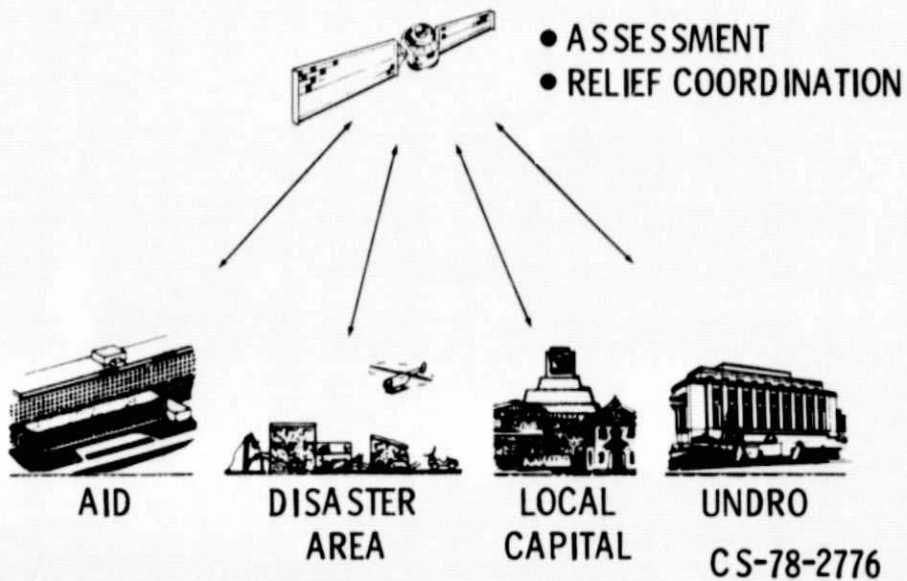 • ASSESSMENT
• RELIEF COORDINATION
AID
DISASTER
AREA
LOCAL
CAPITAL
UNDRO
CS-78-2776